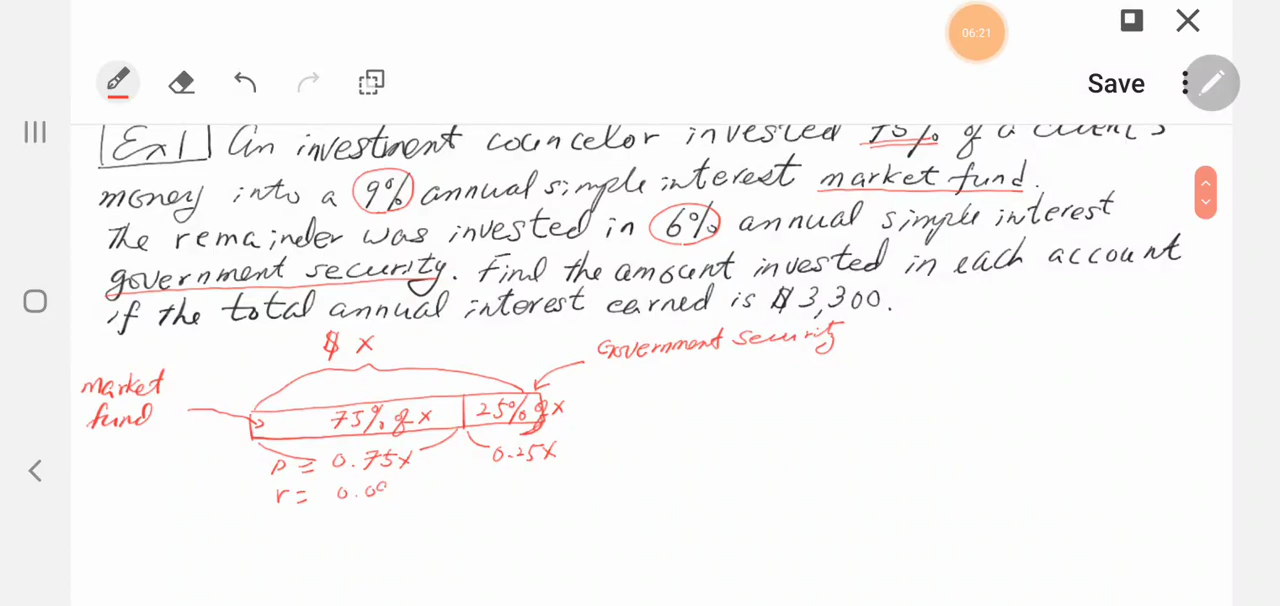 06:21
Save
[Ex1] An investment councelor invested 75% of a client's
money into a 9% annual simple interest market fund.
The remainder was invested in 6% annual simple interest
government security. Find the amount invested in each account
if the total annual interest earned is $3,300.
$ x
Government security
market
fund
75% of x
25% of x
P = 0.75x
0.25x
r = 0.09